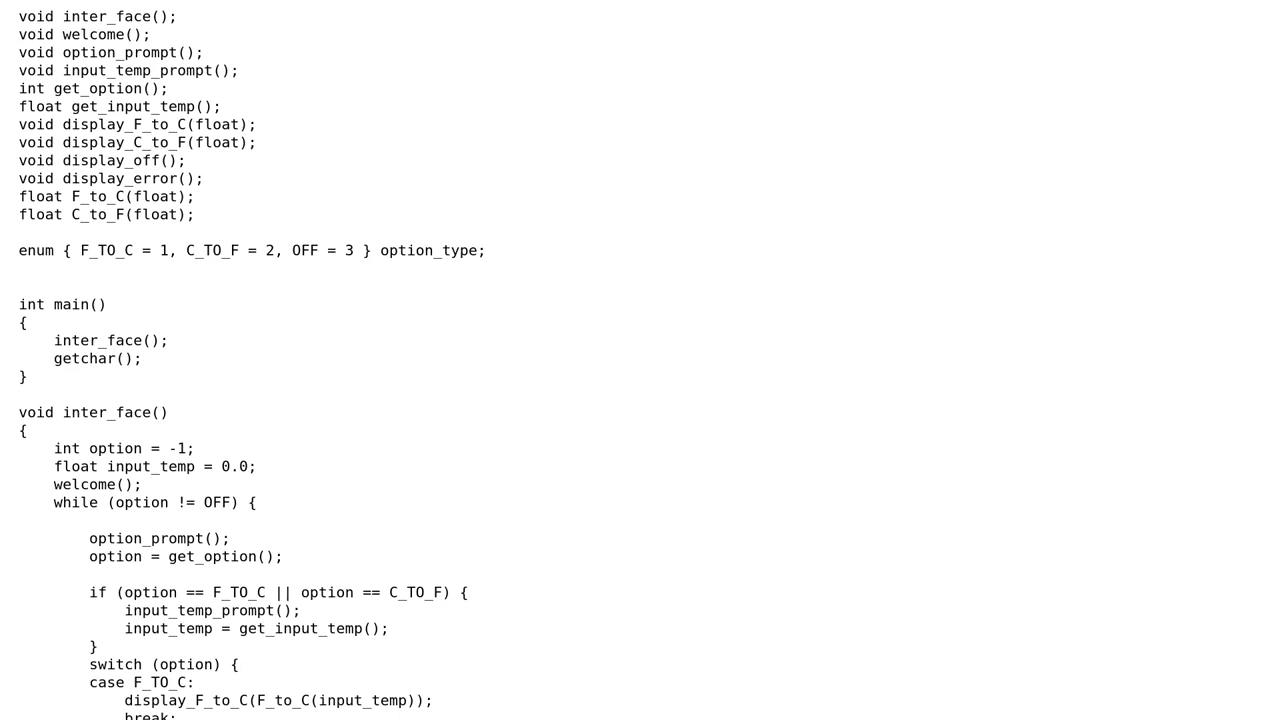 void inter_face();
void welcome();
void option_prompt();
void input_temp_prompt();
int get_option();
float get_input_temp();
void display_F_to_C(float);
void display_C_to_F(float);
void display_off();
void display_error();
float F_to_C(float);
float C_to_F(float);

enum { F_TO_C = 1, C_TO_F = 2, OFF = 3 } option_type;


int main()
{
    inter_face();
    getchar();
}

void inter_face()
{
    int option = -1;
    float input_temp = 0.0;
    welcome();
    while (option != OFF) {

        option_prompt();
        option = get_option();

        if (option == F_TO_C || option == C_TO_F) {
            input_temp_prompt();
            input_temp = get_input_temp();
        }
        switch (option) {
        case F_TO_C:
            display_F_to_C(F_to_C(input_temp));
            break;